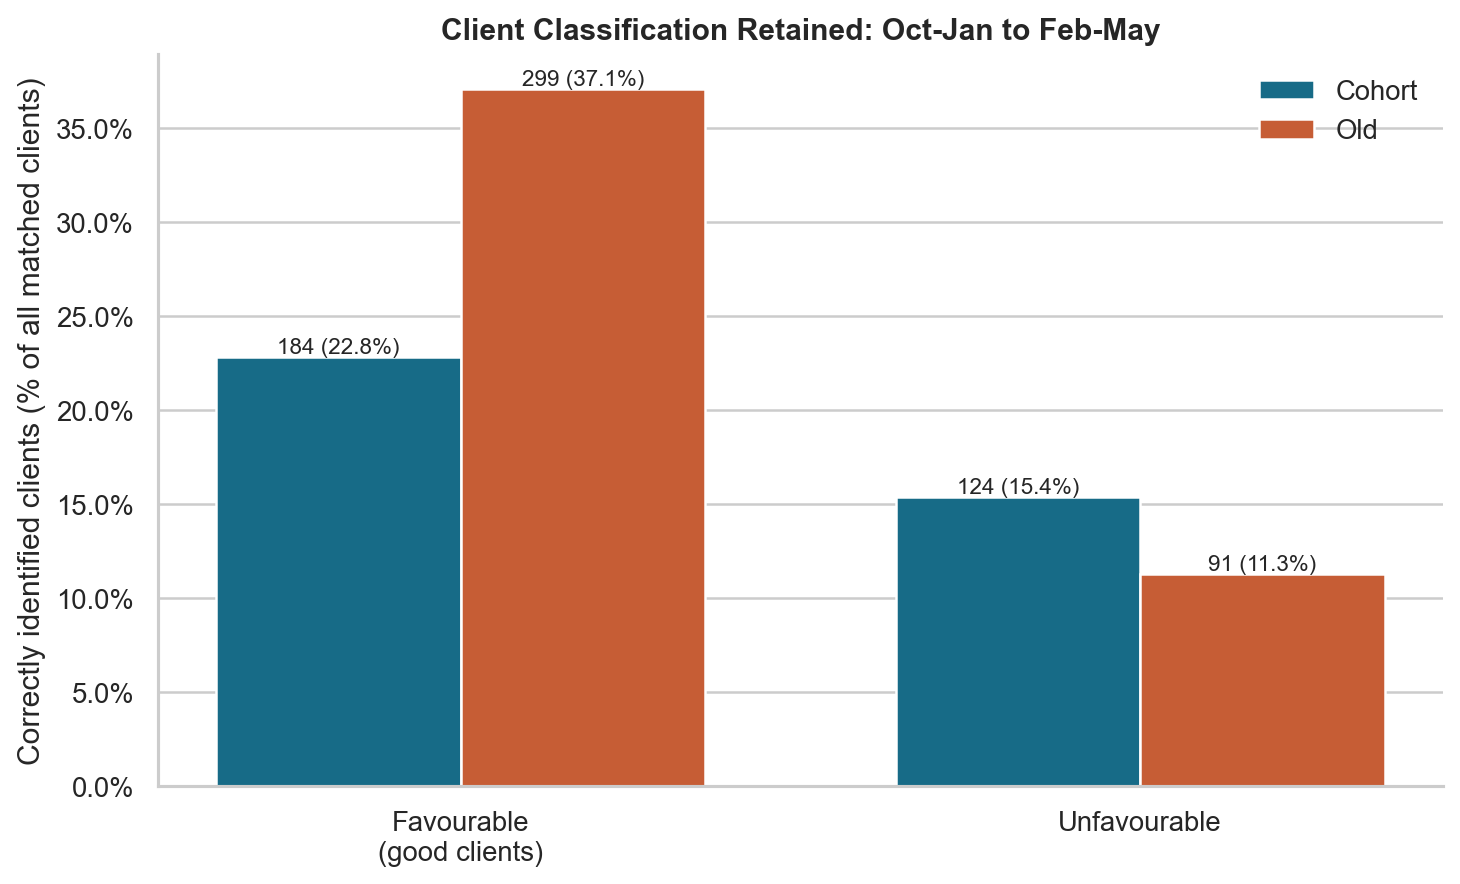 Client Classification Retained: Oct-Jan to Feb-May
Correctly identified clients (% of all matched clients)
35.0%
30.0%
25.0%
20.0%
15.0%
10.0%
5.0%
0.0%
299 (37.1%)
184 (22.8%)
124 (15.4%)
91 (11.3%)
Cohort
Old
Favourable
(good clients)
Unfavourable